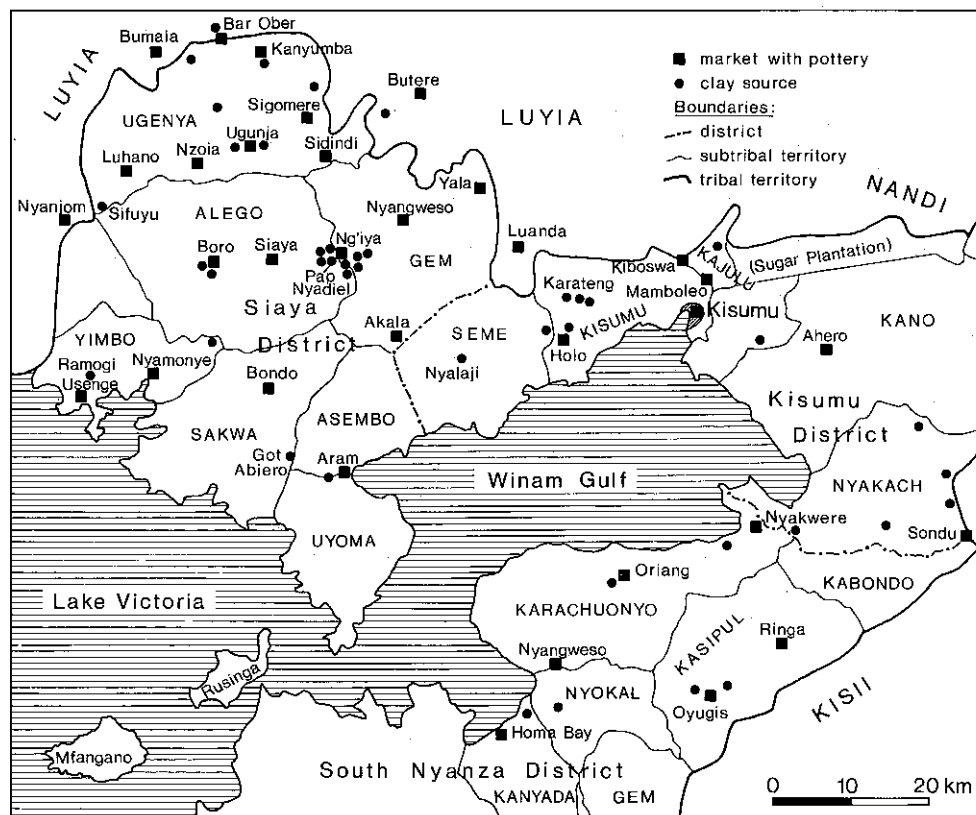 Bar Ober
Bumala
Kanyumba
LUYIA
Butere
Sigomere
UGENYA
Ugunja
Sidindi
Nzoia
Luhano
LUYIA
■ market with pottery
● clay source
Boundaries:
district
subtribal territory
tribal territory
Yala
NANDI
Nyanjom
Sifuyu
ALEGO
Nyangweso
Luanda
Boro
Siaya
Ng'iya
GEM
Pap
Nyadiel
Kiboswa
KAJULU
(Sugar Plantation)
Karateng
Mamboleo
Kisumu
KISUMU
Siaya
District
Akala
SEME
Nyalaji
Holo
Ahero
KANO
YIMBO
Ramogi
Usenge
Nyamonye
Bondo
ASEMBO
SAKWA
Got
Abiero
Aram
Kisumu
District
Winam Gulf
NYAKACH
Nyakwere
Sondu
UYOMA
Oriang
KARACHUONYO
KABONDO
Lake Victoria
KASIPUL
Ringa
Nyangweso
Rusinga
NYOKAL
Oyugis
KISII
Homa Bay
Mfangano
South Nyanza District
KANYADA
GEM
0 10 20 km